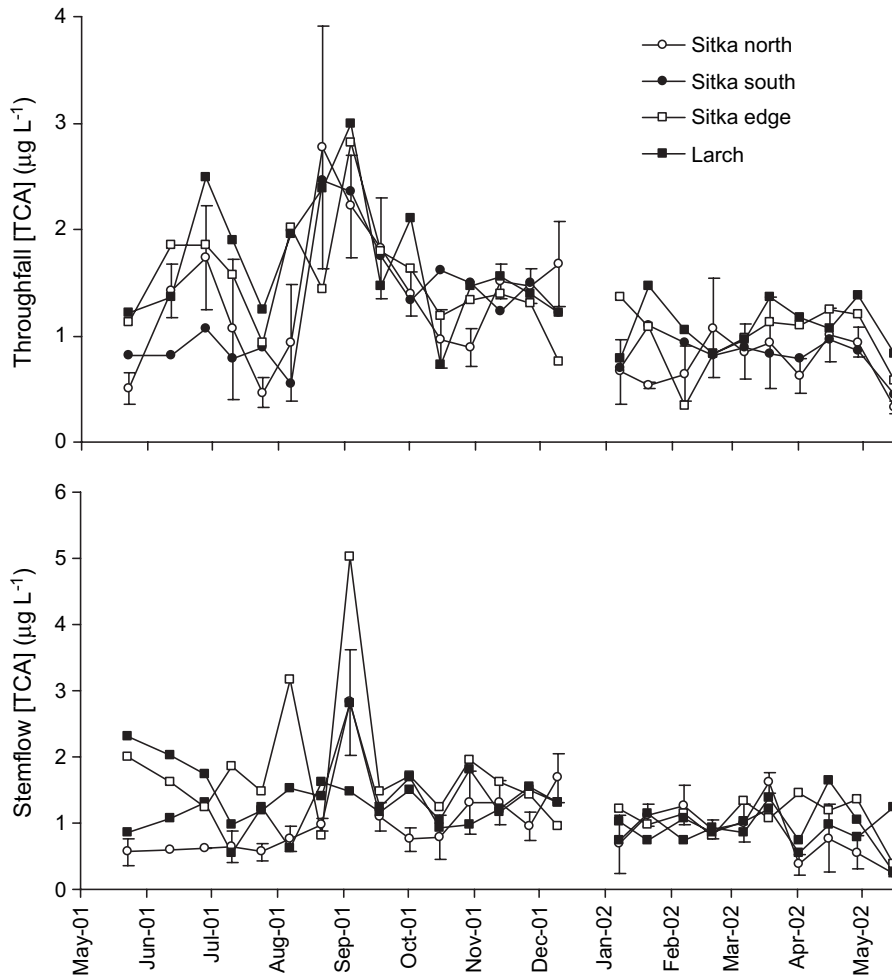 4
3
2
1
0
Throughfall [TCA] (µg L-1)
Sitka north
Sitka south
Sitka edge
Larch
6
5
4
3
2
1
0
Stemflow [TCA] (µg L-1)
May-01
Jun-01
Jul-01
Aug-01
Sep-01
Oct-01
Nov-01
Dec-01
Jan-02
Feb-02
Mar-02
Apr-02
May-02